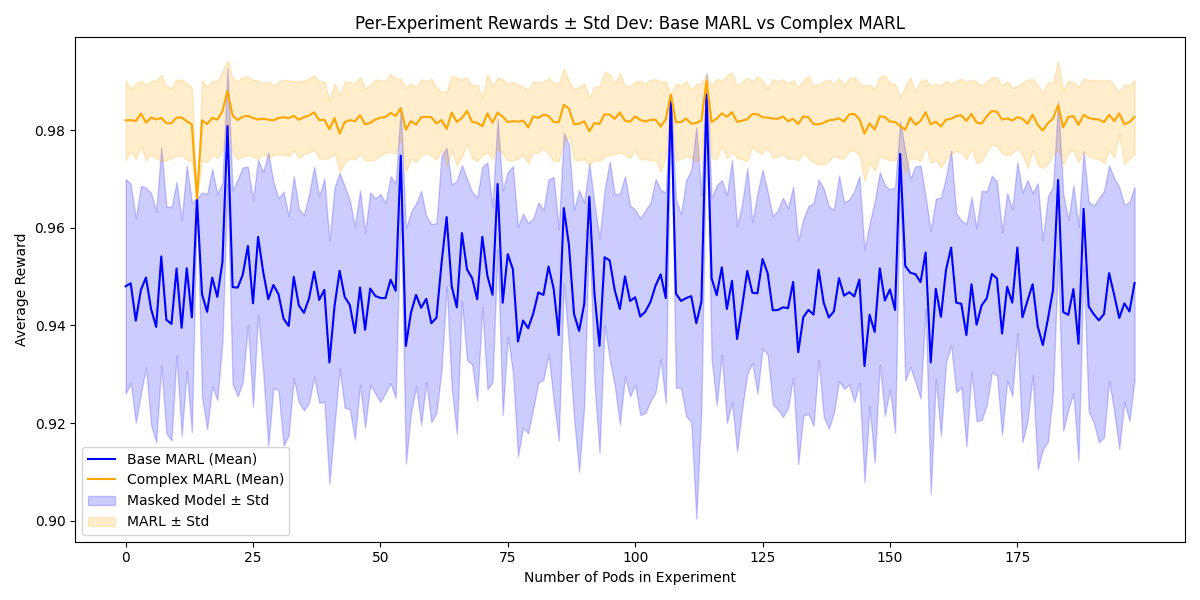 Per-Experiment Rewards ± Std Dev: Base MARL vs Complex MARL
Average Reward
0.98
0.96
0.94
0.92
0.90
Base MARL (Mean)
Complex MARL (Mean)
Masked Model ± Std
MARL ± Std
0 25 50 75 100 125 150 175
Number of Pods in Experiment